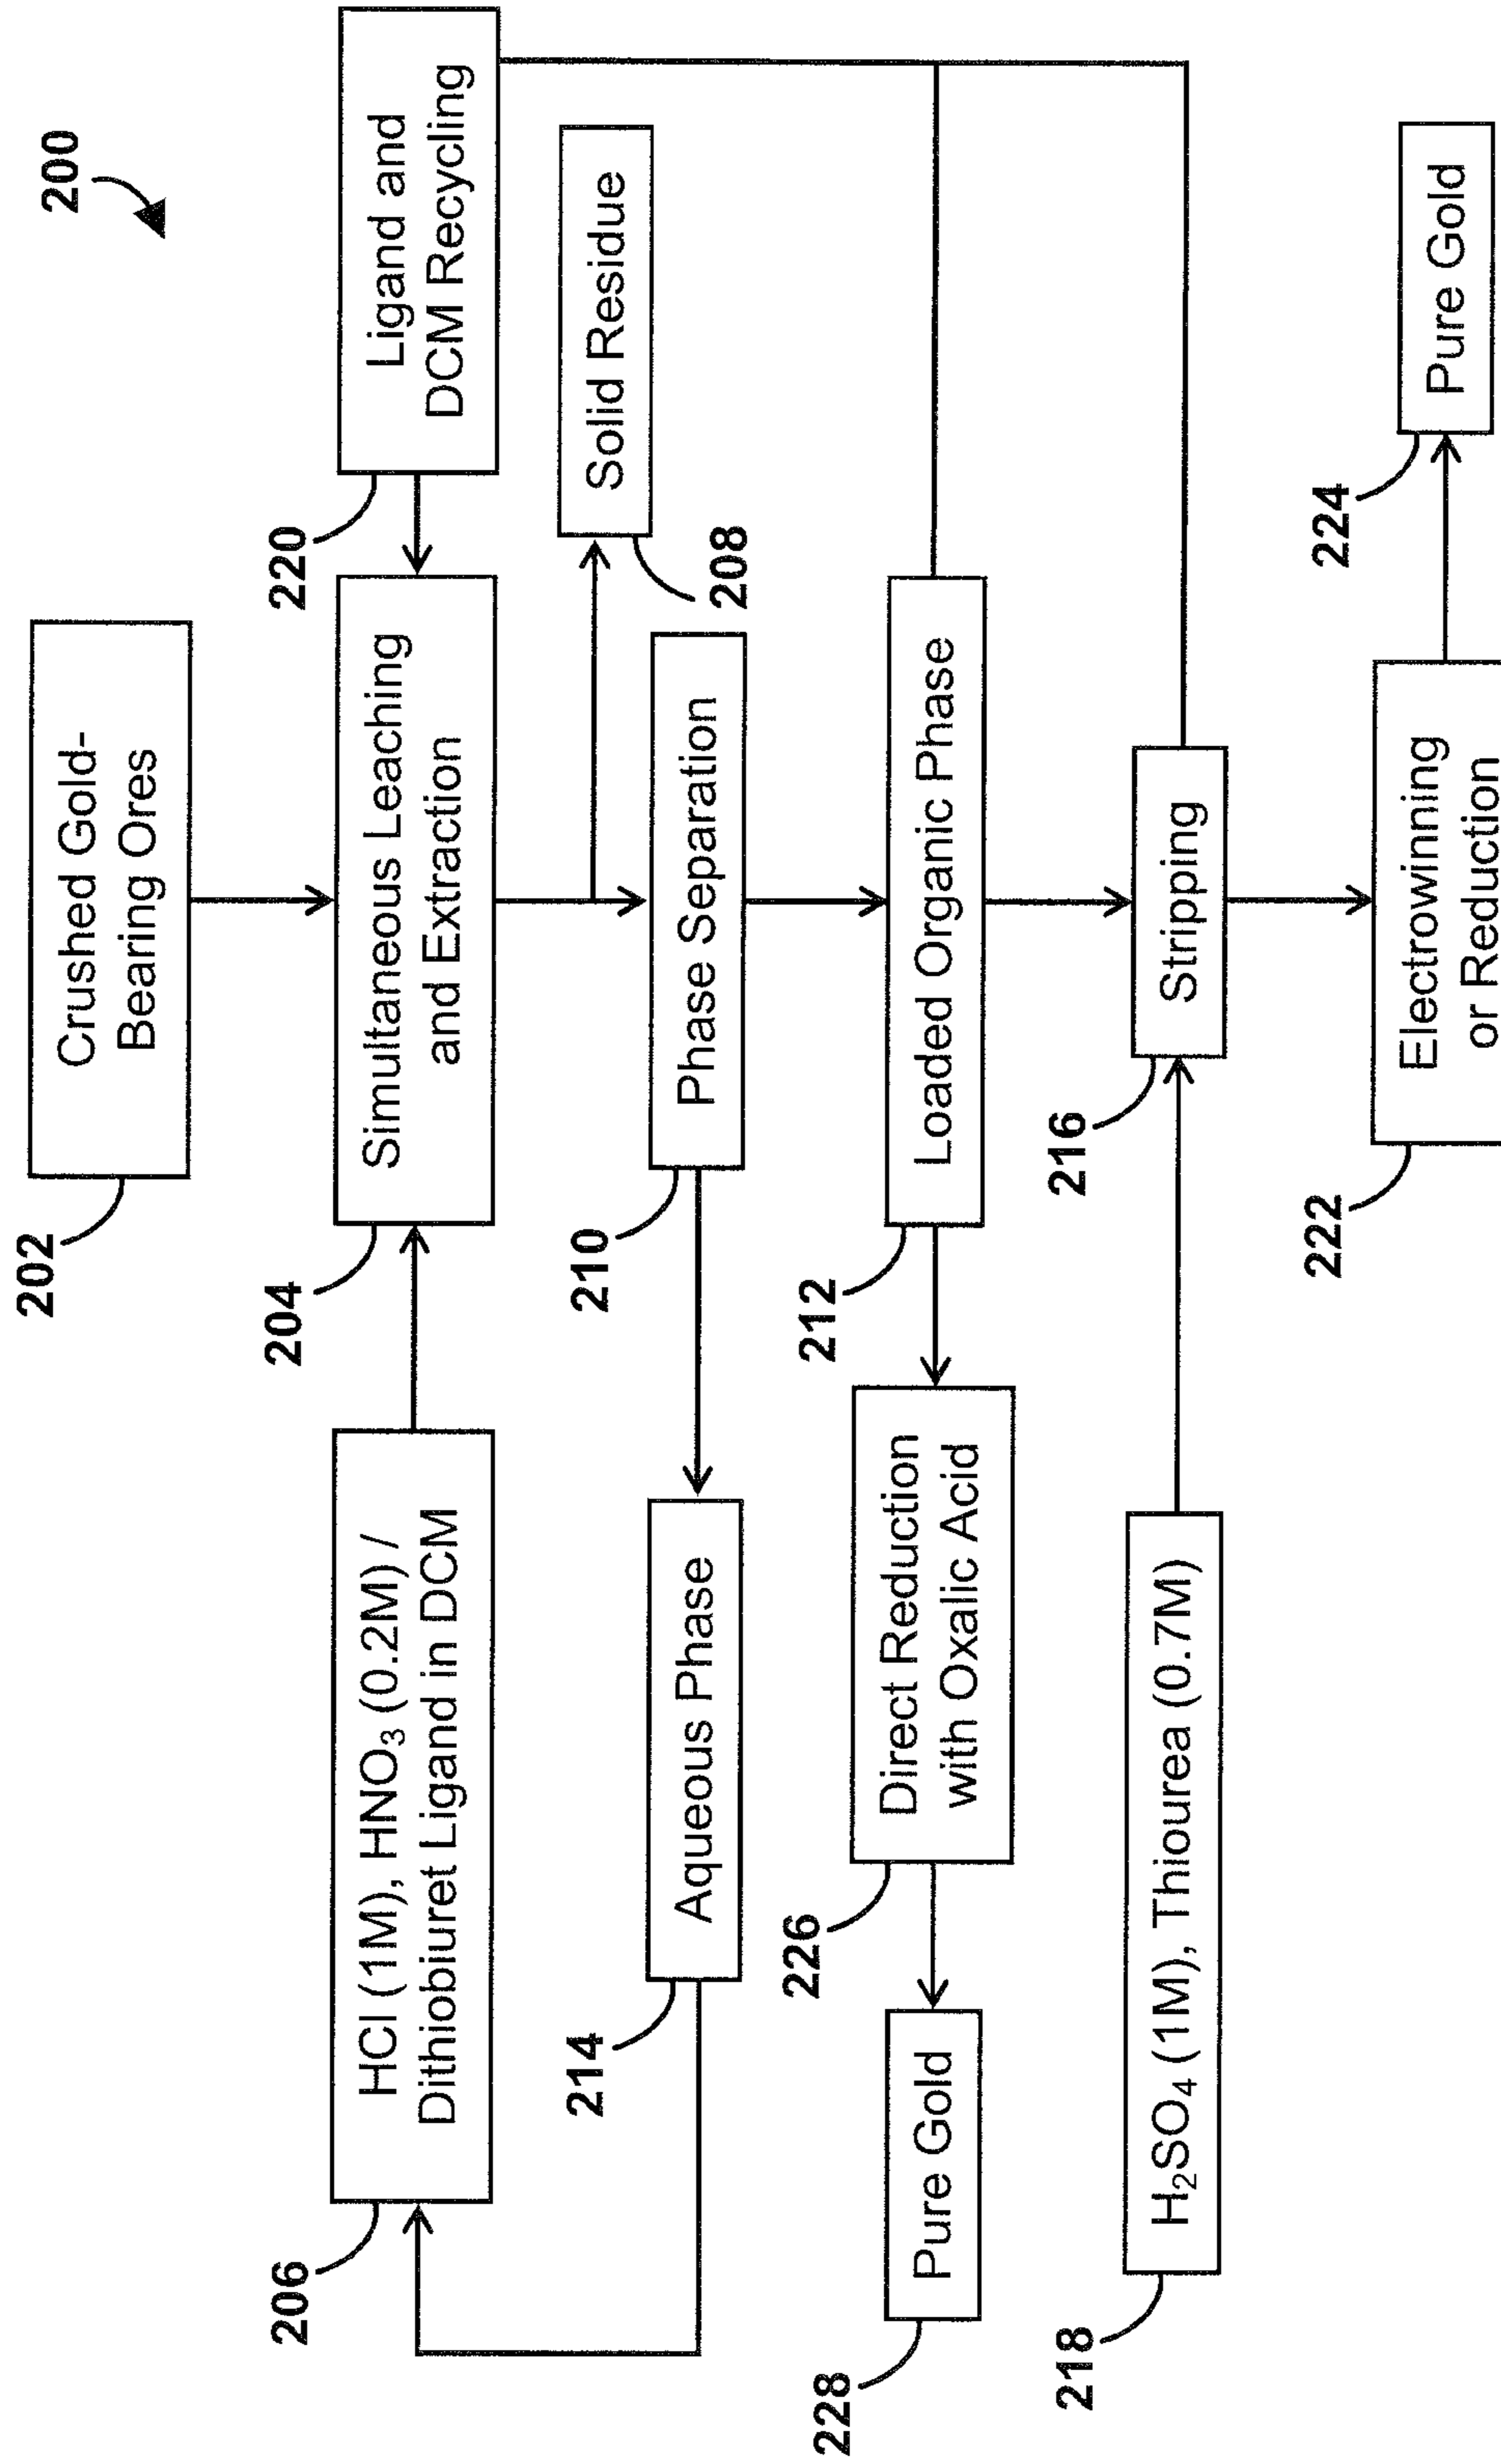 200
202
Crushed Gold-
Bearing Ores
206
HCl (1M), HNO₃ (0.2M) /
Dithiobiuret Ligand in DCM
204
Simultaneous Leaching
and Extraction
220
Ligand and
DCM Recycling
Solid Residue
208
214
Aqueous Phase
210
Phase Separation
228
Pure Gold
226
Direct Reduction
with Oxalic Acid
212
Loaded Organic Phase
218
H₂SO₄ (1M), Thiourea (0.7M)
216
Stripping
222
Electrowinning
or Reduction
224
Pure Gold